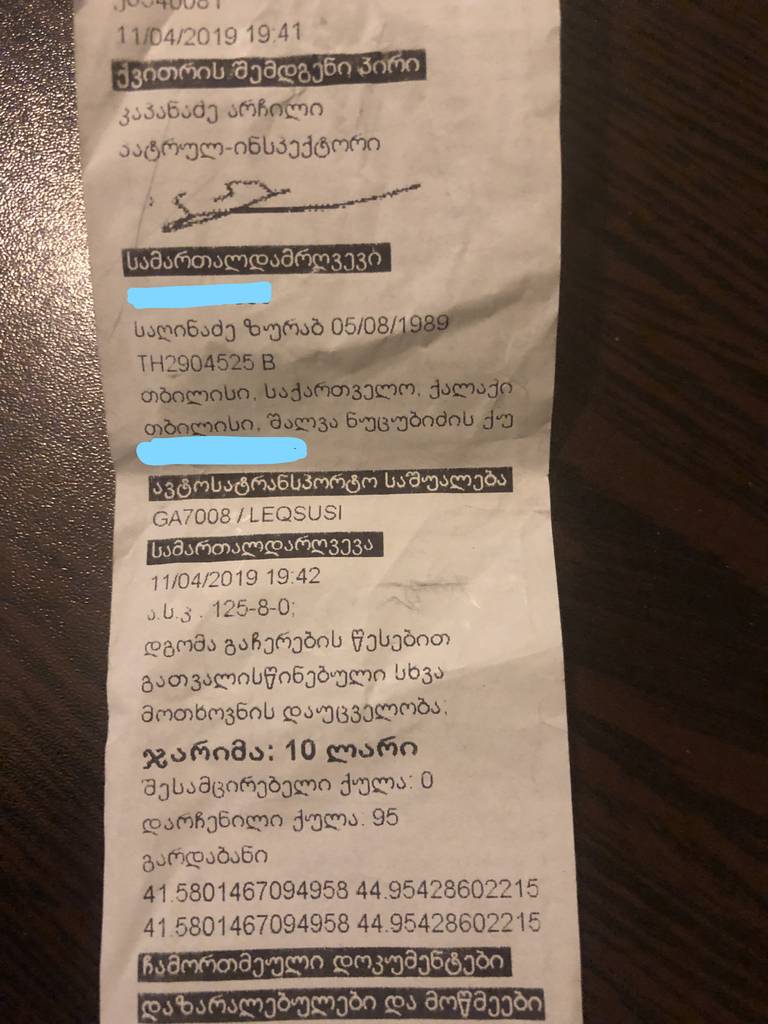 11/04/2019 19:41
ქვითრის შემდგენი პირი
კაპანაძე არჩილი
პატრულ-ინსპექტორი
სამართალდამრღვევი
საღინაძე ზურაბ 05/08/1989
TH2904525 B
თბილისი, საქართველო, ქალაქი
თბილისი, შალვა ნუცუბიძის ქუ
ავტოსატრანსპორტო საშუალება
GA7008 / LEQSUSI
სამართალდარღვევა
11/04/2019 19:42
ა.ს.კ . 125-8-0;
დგომა გაჩერების წესებით
გათვალისწინებული სხვა
მოთხოვნის დაუცველობა;
ჯარიმა: 10 ლარი
შესამცირებელი ქულა: 0
დარჩენილი ქულა. 95
გარდაბანი
41.5801467094958 44.95428602215
41.5801467094958 44.95428602215
ჩამორთმეული დოკუმენტები
დაზარალებულები და მოწმეები